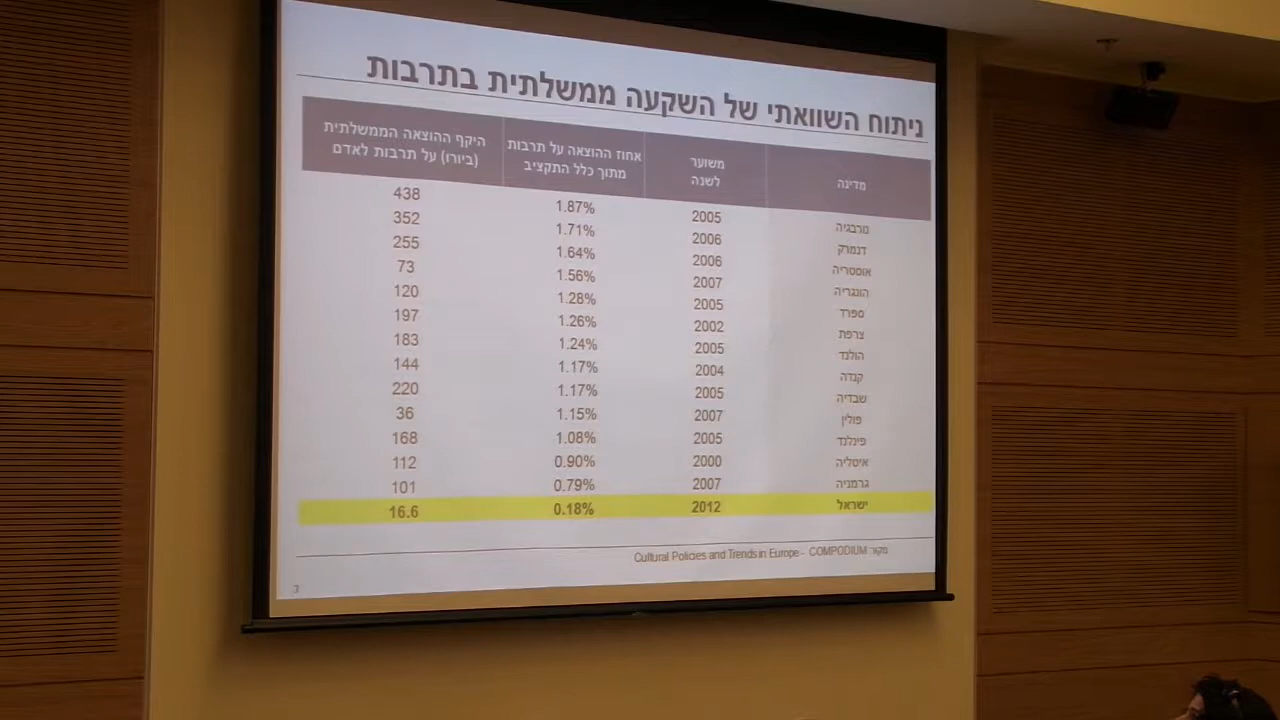 ניתוח השוואתי של השקעה ממשלתית בתרבות
מדינה משוער לשנה אחוז ההוצאה על תרבות מתוך כלל התקציב היקף ההוצאה הממשלתית (ביורו) על תרבות לאדם
מרבגיה 2005 1.87% 438
דנמרק 2006 1.71% 352
אוסטריה 2006 1.64% 255
הונגריה 2007 1.56% 73
ספרד 2005 1.28% 120
צרפת 2002 1.26% 197
הולנד 2005 1.24% 183
קנדה 2004 1.17% 144
שבדיה 2005 1.17% 220
פולין 2007 1.15% 36
פינלנד 2005 1.08% 168
איטליה 2000 0.90% 112
גרמניה 2007 0.79% 101
ישראל 2012 0.18% 16.6
מקור: Cultural Policies and Trends in Europe - COMPODIUM
3